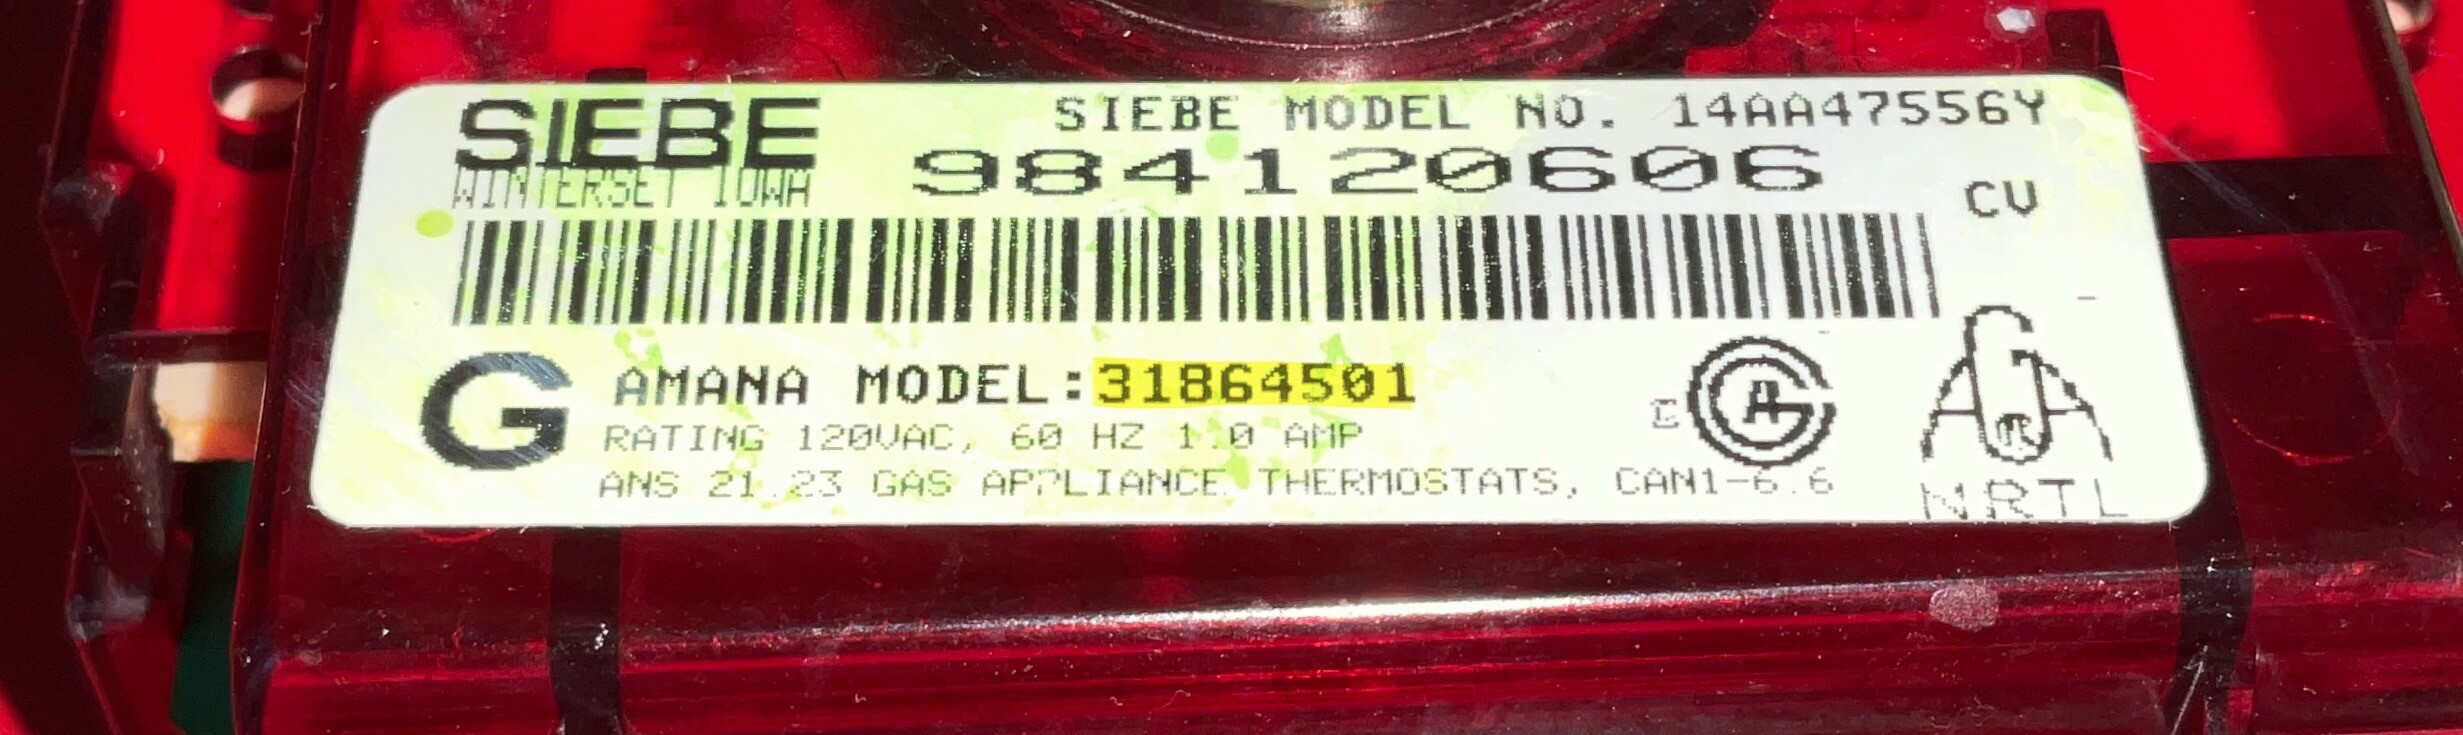 SIEBE
SIEBE MODEL NO. 14AA47556Y
WINTERSET IOWA
984120606
CV
G AMANA MODEL:31864501
RATING 120VAC, 60 HZ 1.0 AMP
ANS 21.23 GAS APPLIANCE THERMOSTATS, CAN1-6.6
NRTL